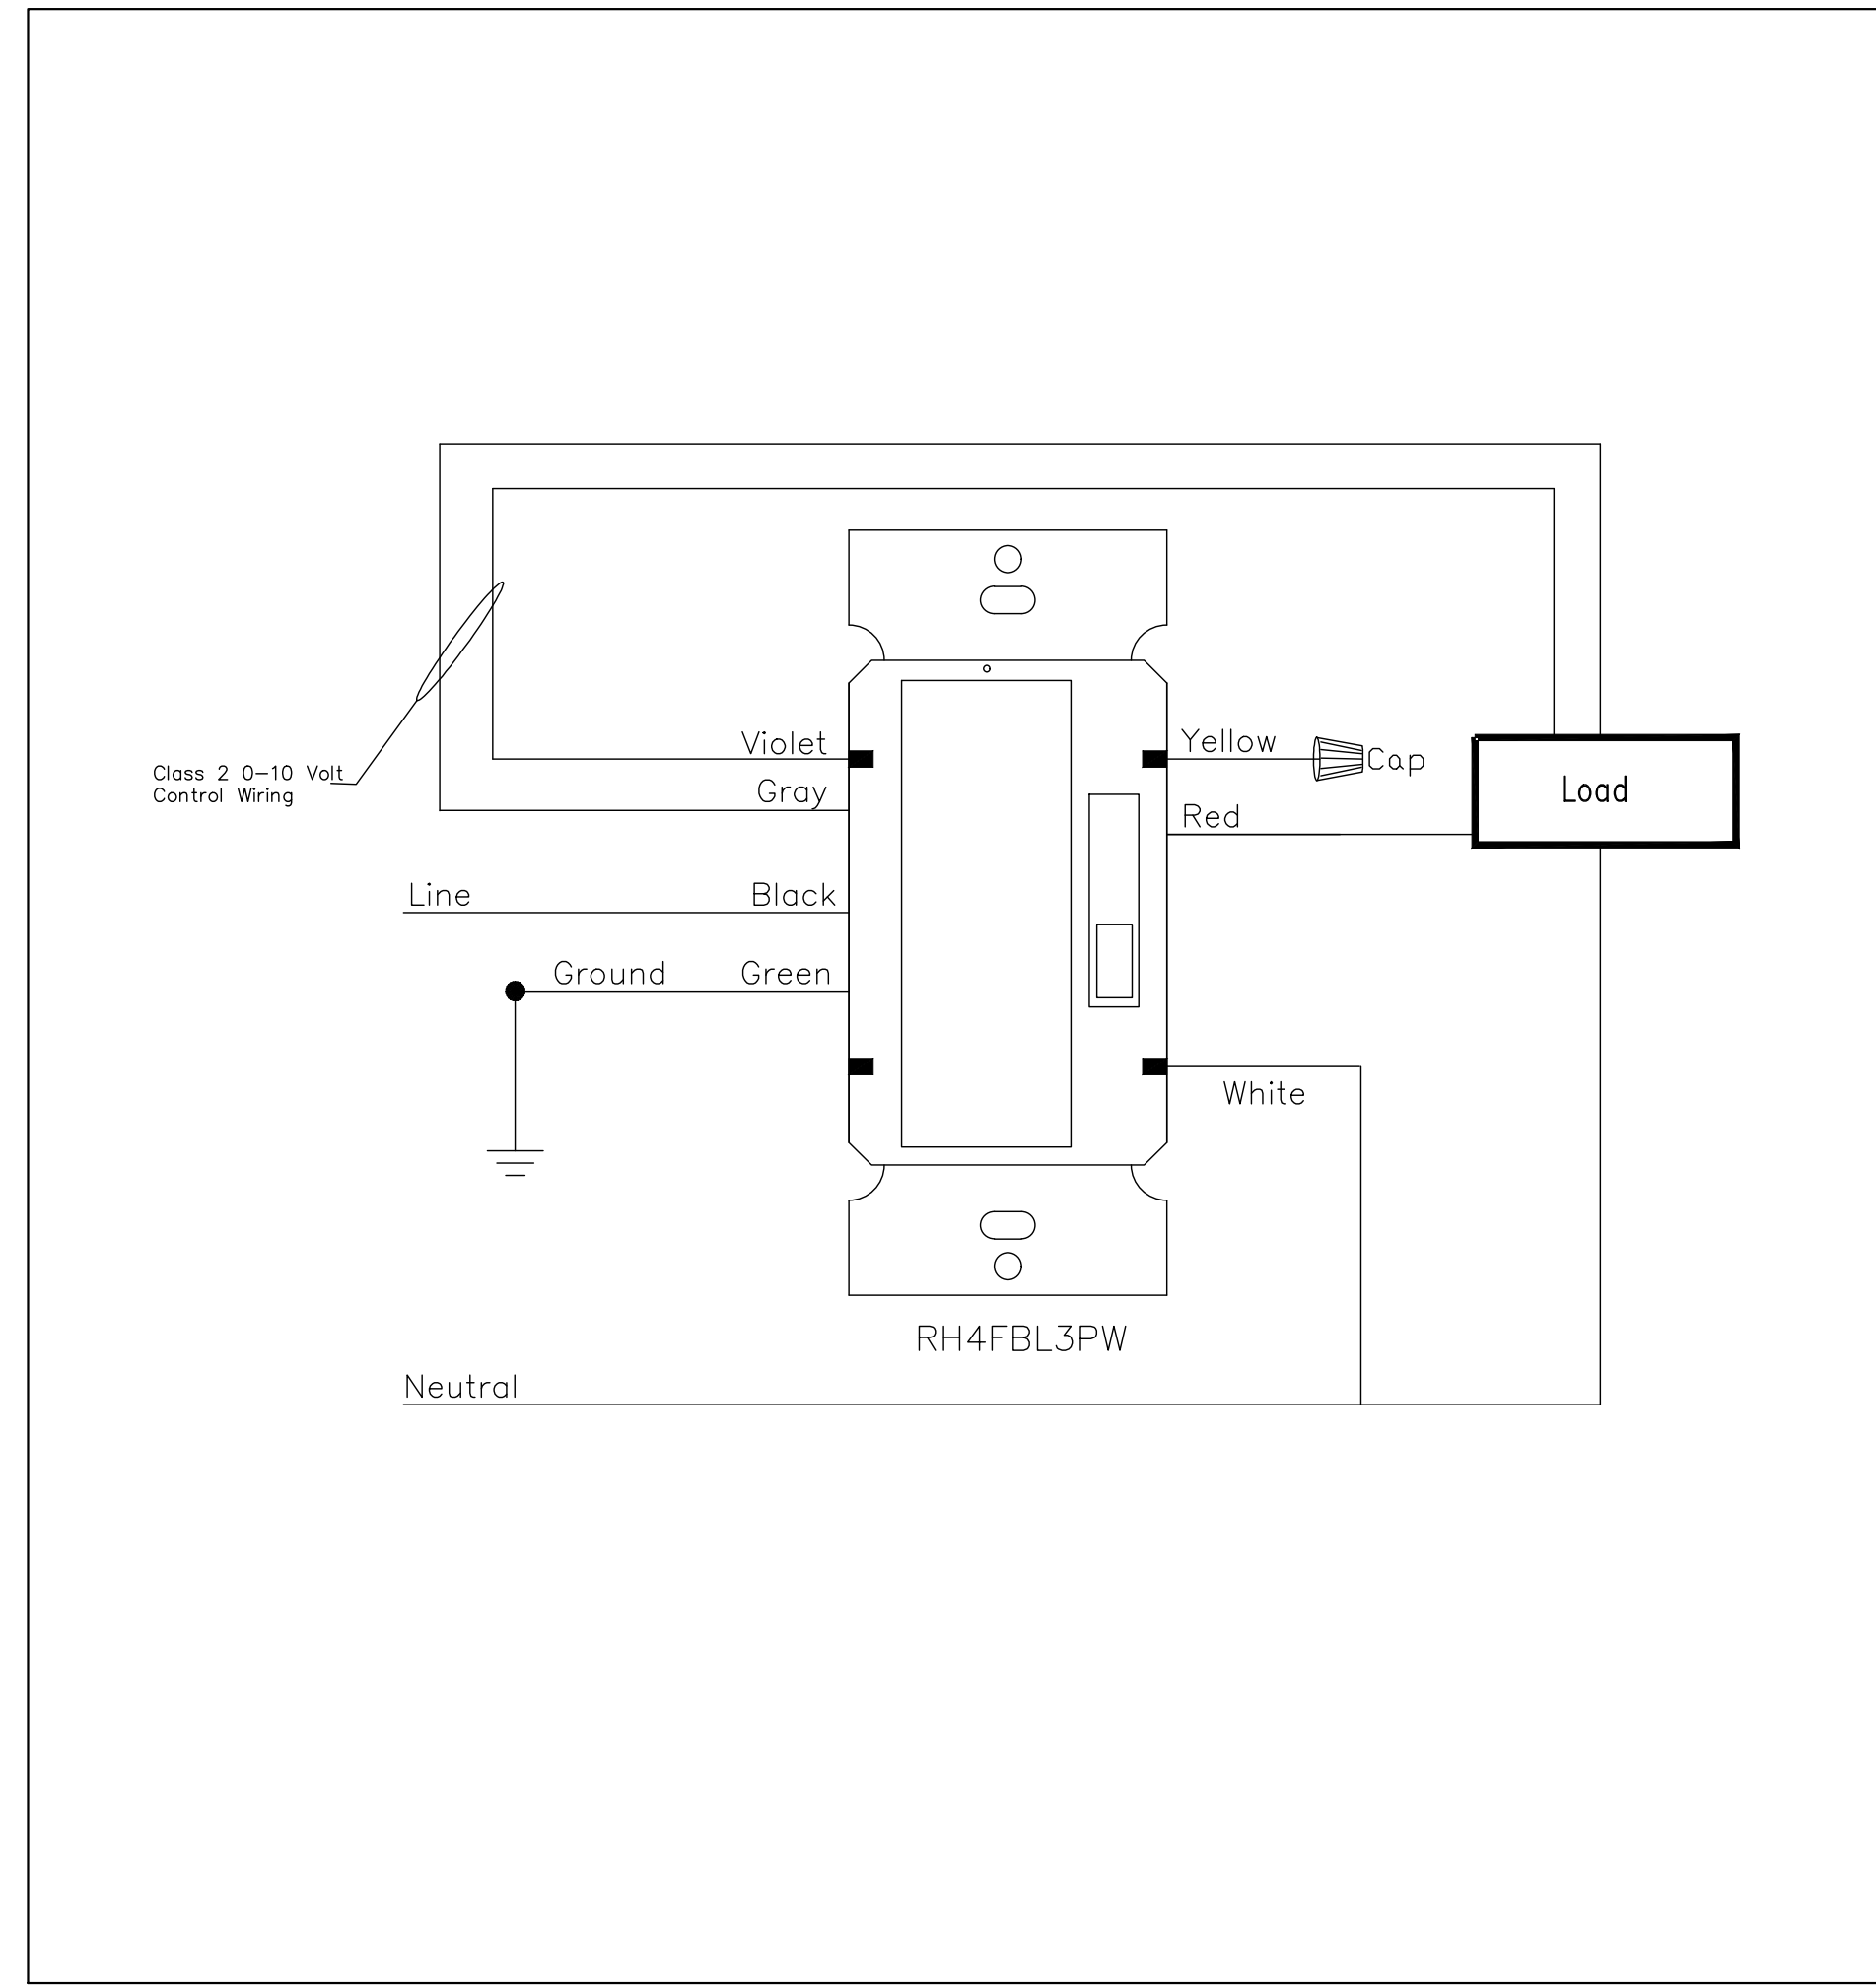 Violet
Yellow
Cap
Class 2 0-10 Volt
Control Wiring
Gray
Load
Red
Line
Black
Ground
Green
White
RH4FBL3PW
Neutral